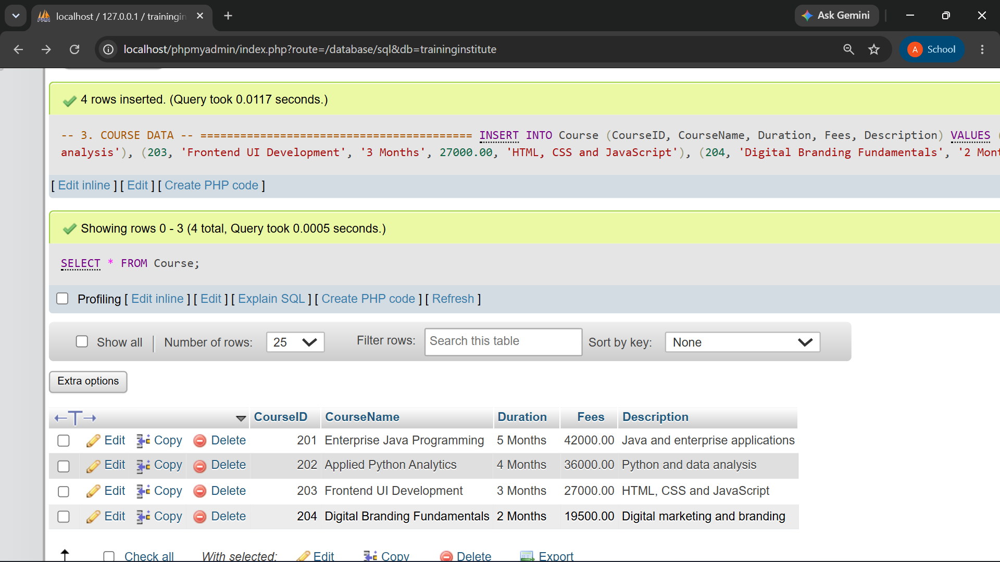 localhost / 127.0.0.1 / trainingin
Ask Gemini
localhost/phpmyadmin/index.php?route=/database/sql&db=traininginstitute
A School
4 rows inserted. (Query took 0.0117 seconds.)
-- 3. COURSE DATA -- ========================================= INSERT INTO Course (CourseID, CourseName, Duration, Fees, Description) VALUES (
analysis'), (203, 'Frontend UI Development', '3 Months', 27000.00, 'HTML, CSS and JavaScript'), (204, 'Digital Branding Fundamentals', '2 Mont
[ Edit inline ] [ Edit ] [ Create PHP code ]
Showing rows 0 - 3 (4 total, Query took 0.0005 seconds.)
SELECT * FROM Course;
Profiling [ Edit inline ] [ Edit ] [ Explain SQL ] [ Create PHP code ] [ Refresh ]
Show all | Number of rows: 25 Filter rows: Search this table Sort by key: None
Extra options
←T→ CourseID CourseName Duration Fees Description
Edit Copy Delete 201 Enterprise Java Programming 5 Months 42000.00 Java and enterprise applications
Edit Copy Delete 202 Applied Python Analytics 4 Months 36000.00 Python and data analysis
Edit Copy Delete 203 Frontend UI Development 3 Months 27000.00 HTML, CSS and JavaScript
Edit Copy Delete 204 Digital Branding Fundamentals 2 Months 19500.00 Digital marketing and branding
Check all With selected: Edit Copy Delete Export